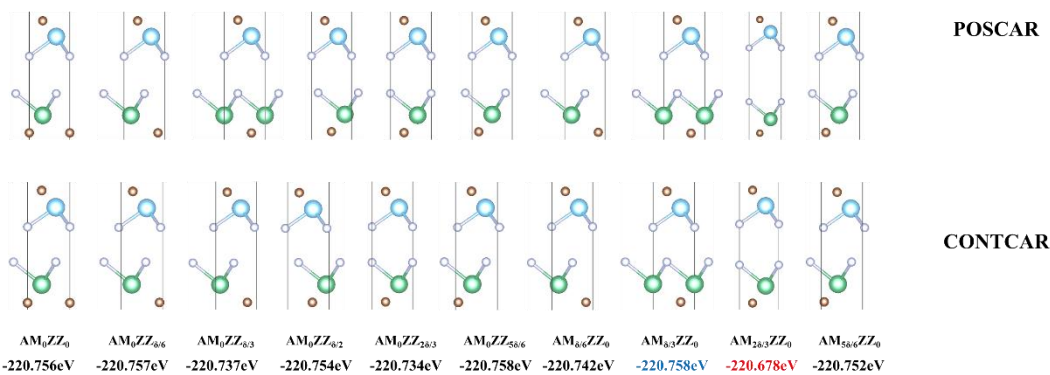 POSCAR
CONTCAR
AM₀ZZ₀ AM₀ZZδ/6 AM₀ZZδ/3 AM₀ZZδ/2 AM₀ZZ2δ/3 AM₀ZZ5δ/6 AMδ/6ZZ₀ AMδ/3ZZ₀ AM2δ/3ZZ₀ AM5δ/6ZZ₀
-220.756eV -220.757eV -220.737eV -220.754eV -220.734eV -220.758eV -220.742eV -220.758eV -220.678eV -220.752eV